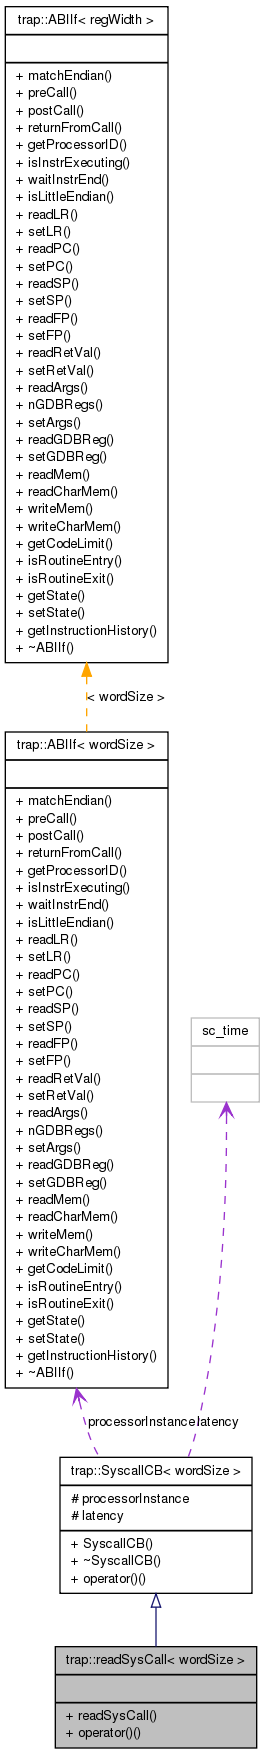 trap::ABIIf< regWidth >
+ matchEndian()
+ preCall()
+ postCall()
+ returnFromCall()
+ getProcessorID()
+ isInstrExecuting()
+ waitInstrEnd()
+ isLittleEndian()
+ readLR()
+ setLR()
+ readPC()
+ setPC()
+ readSP()
+ setSP()
+ readFP()
+ setFP()
+ readRetVal()
+ setRetVal()
+ readArgs()
+ nGDBRegs()
+ setArgs()
+ readGDBReg()
+ setGDBReg()
+ readMem()
+ readCharMem()
+ writeMem()
+ writeCharMem()
+ getCodeLimit()
+ isRoutineEntry()
+ isRoutineExit()
+ getState()
+ setState()
+ getInstructionHistory()
+ ~ABIIf()
< wordSize >
trap::ABIIf< wordSize >
+ matchEndian()
+ preCall()
+ postCall()
+ returnFromCall()
+ getProcessorID()
+ isInstrExecuting()
+ waitInstrEnd()
+ isLittleEndian()
+ readLR()
+ setLR()
+ readPC()
+ setPC()
+ readSP()
+ setSP()
+ readFP()
+ setFP()
+ readRetVal()
+ setRetVal()
+ readArgs()
+ nGDBRegs()
+ setArgs()
+ readGDBReg()
+ setGDBReg()
+ readMem()
+ readCharMem()
+ writeMem()
+ writeCharMem()
+ getCodeLimit()
+ isRoutineEntry()
+ isRoutineExit()
+ getState()
+ setState()
+ getInstructionHistory()
+ ~ABIIf()
sc_time
processorInstance
latency
trap::SyscallCB< wordSize >
# processorInstance
# latency
+ SyscallCB()
+ ~SyscallCB()
+ operator()()
trap::readSysCall< wordSize >
+ readSysCall()
+ operator()()